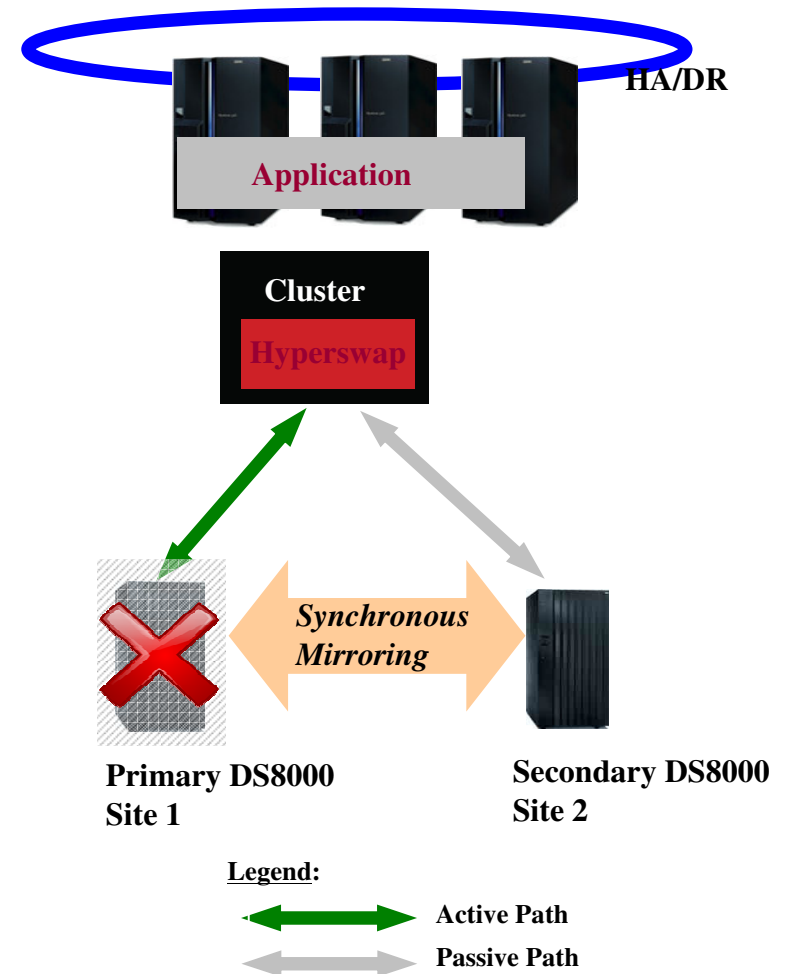 HA/DR
Application
Cluster
Hyperswap
Synchronous
Mirroring
Primary DS8000
Site 1
Secondary DS8000
Site 2
Legend:
Active Path
Passive Path